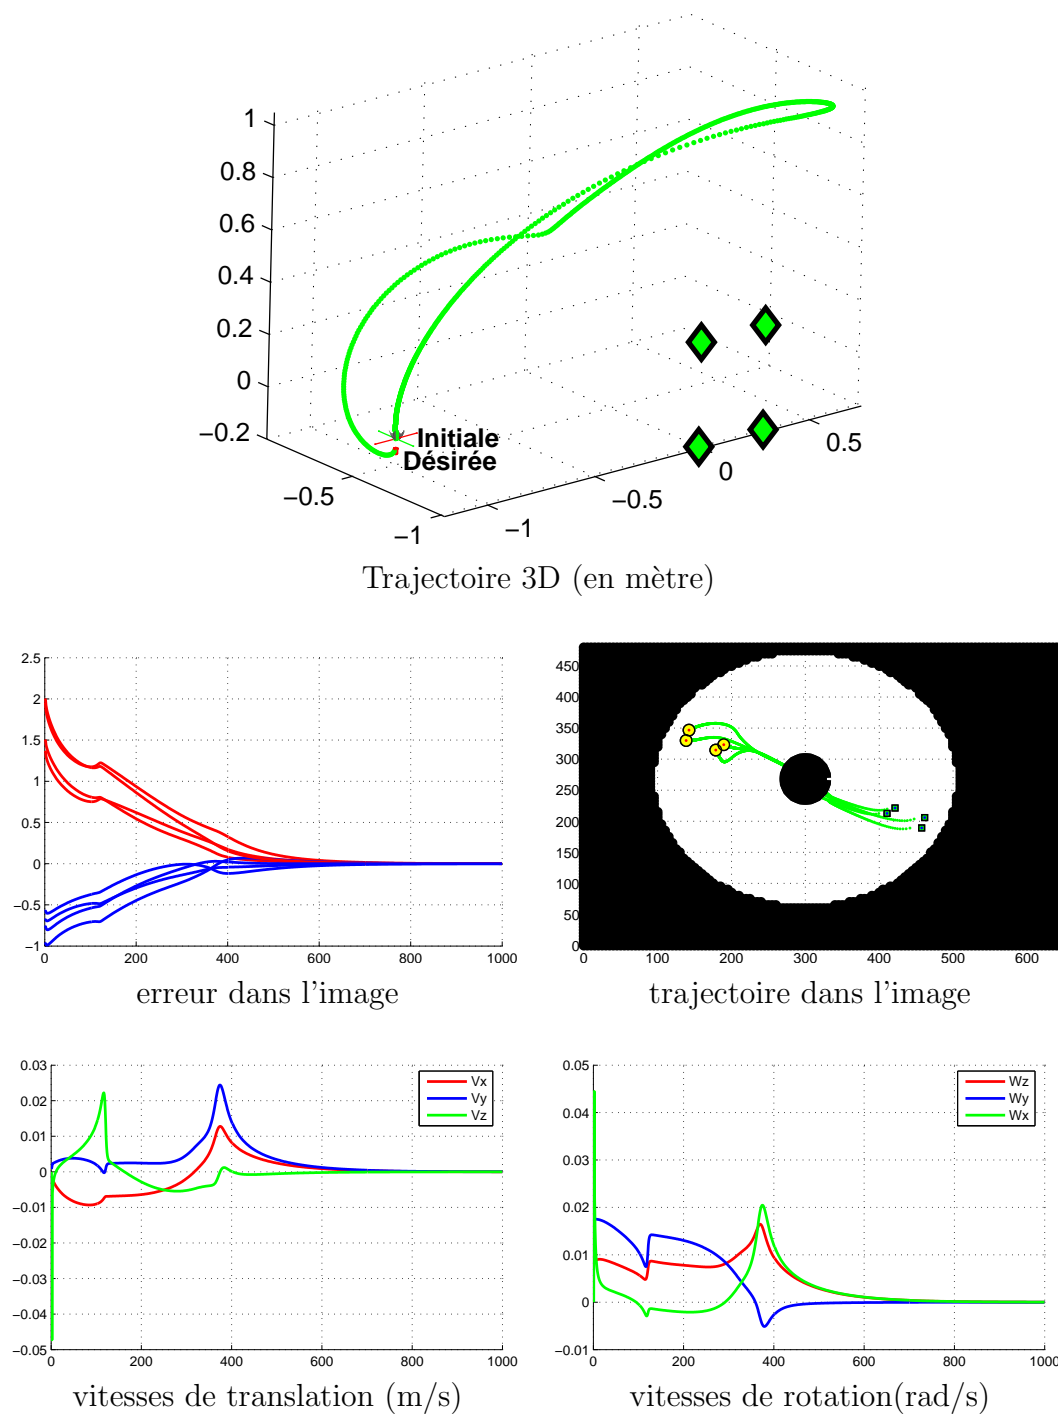 1
0.8
0.6
0.4
0.2
0
−0.2
−0.5
−1
−1
−0.5
0
0.5
Initiale
Désirée
Trajectoire 3D (en mètre)
2.5
2
1.5
1
0.5
0
−0.5
−1
0 200 400 600 800 1000
erreur dans l'image
450
400
350
300
250
200
150
100
50
0
100 200 300 400 500 600
trajectoire dans l'image
0.03
0.02
0.01
0
−0.01
−0.02
−0.03
−0.04
−0.05
0 200 400 600 800 1000
Vx
Vy
Vz
vitesses de translation (m/s)
0.05
0.04
0.03
0.02
0.01
0
−0.01
0 200 400 600 800 1000
Wz
Wy
Wx
vitesses de rotation(rad/s)